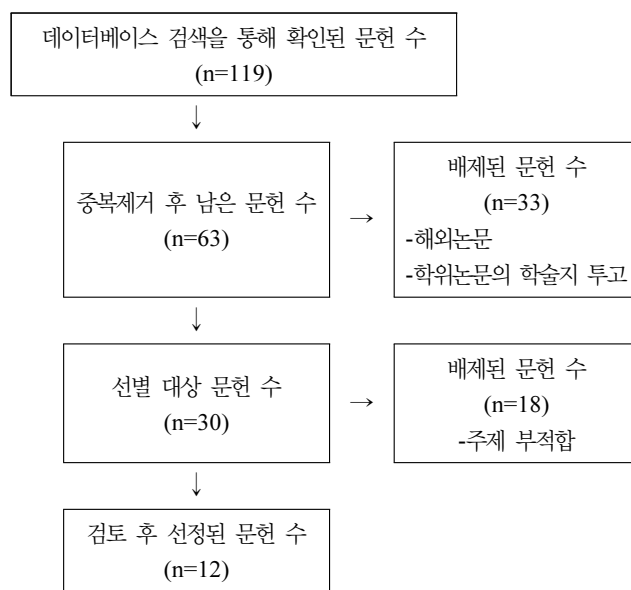 데이터베이스 검색을 통해 확인된 문헌 수
(n=119)
↓
중복제거 후 남은 문헌 수
(n=63)
→
배제된 문헌 수
(n=33)
-해외논문
-학위논문의 학술지 투고
↓
선별 대상 문헌 수
(n=30)
→
배제된 문헌 수
(n=18)
-주제 부적합
↓
검토 후 선정된 문헌 수
(n=12)